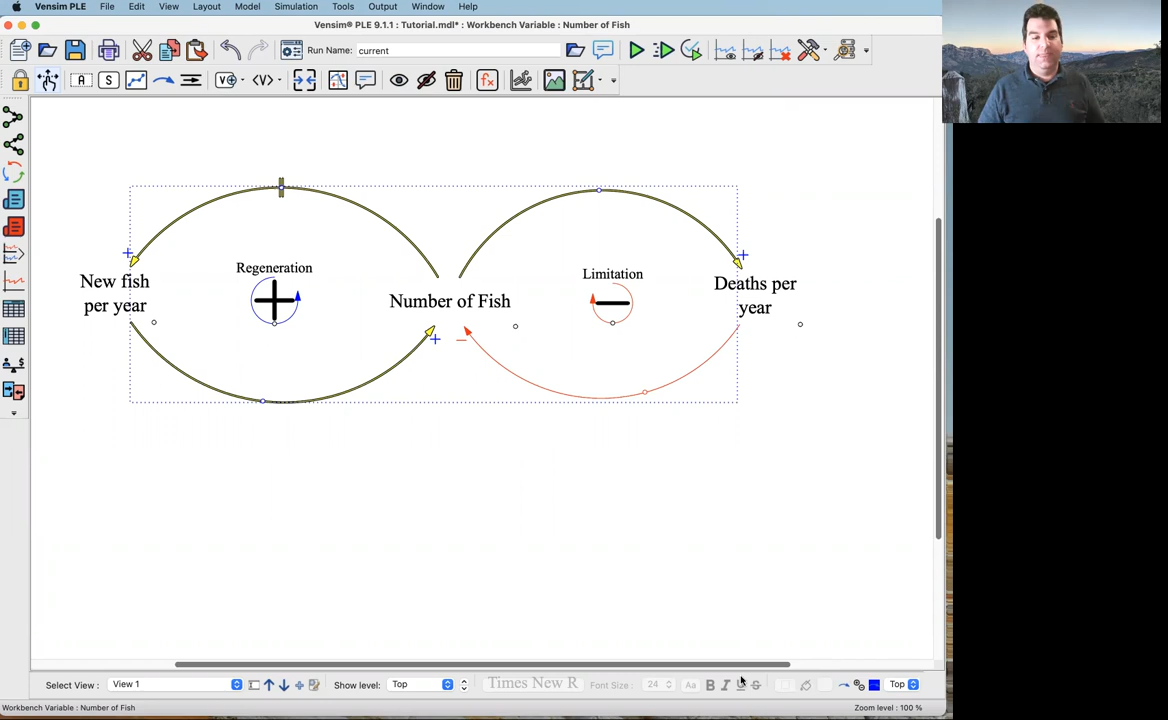 Vensim PLE File Edit View Layout Model Simulation Tools Output Window Help
Vensim® PLE 9.1.1 : Tutorial.mdl* : Workbench Variable : Number of Fish
Run Name: current
A S V <V> fx
+ +
Regeneration
Limitation
New fish
per year
Number of Fish
Deaths per
year
+ −
Select View : View 1 Show level: Top Times New R Font Size : 24 Aa B I U S Top
Workbench Variable : Number of Fish Zoom level : 100 %